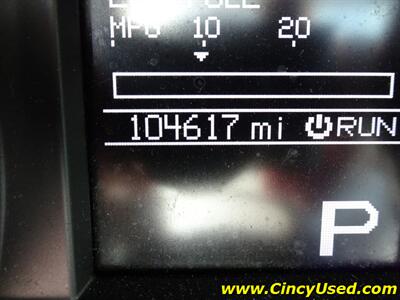 MPG 10 20
104617 mi RUN
P
www.CincyUsed.com